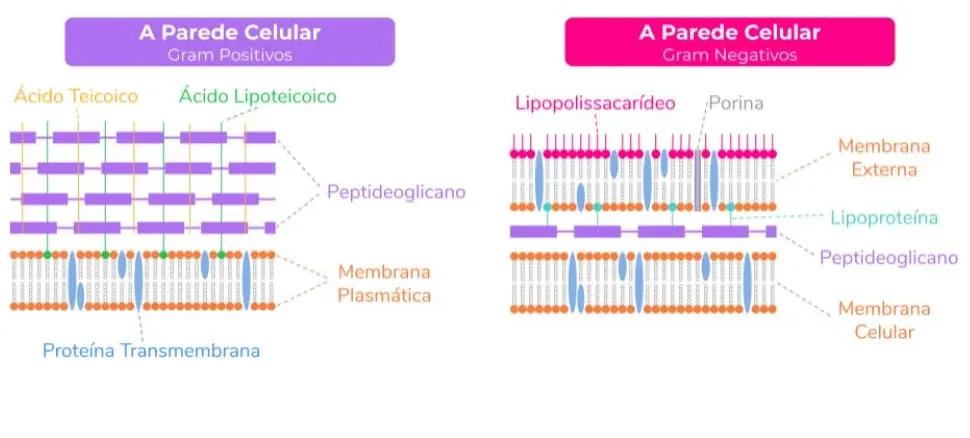 A Parede Celular
Gram Positivos
Ácido Teicoico
Ácido Lipoteicoico
Peptideoglicano
Membrana
Plasmática
Proteína Transmembrana
A Parede Celular
Gram Negativos
Lipopolissacarídeo
Porina
Membrana
Externa
Lipoproteína
Peptideoglicano
Membrana
Celular